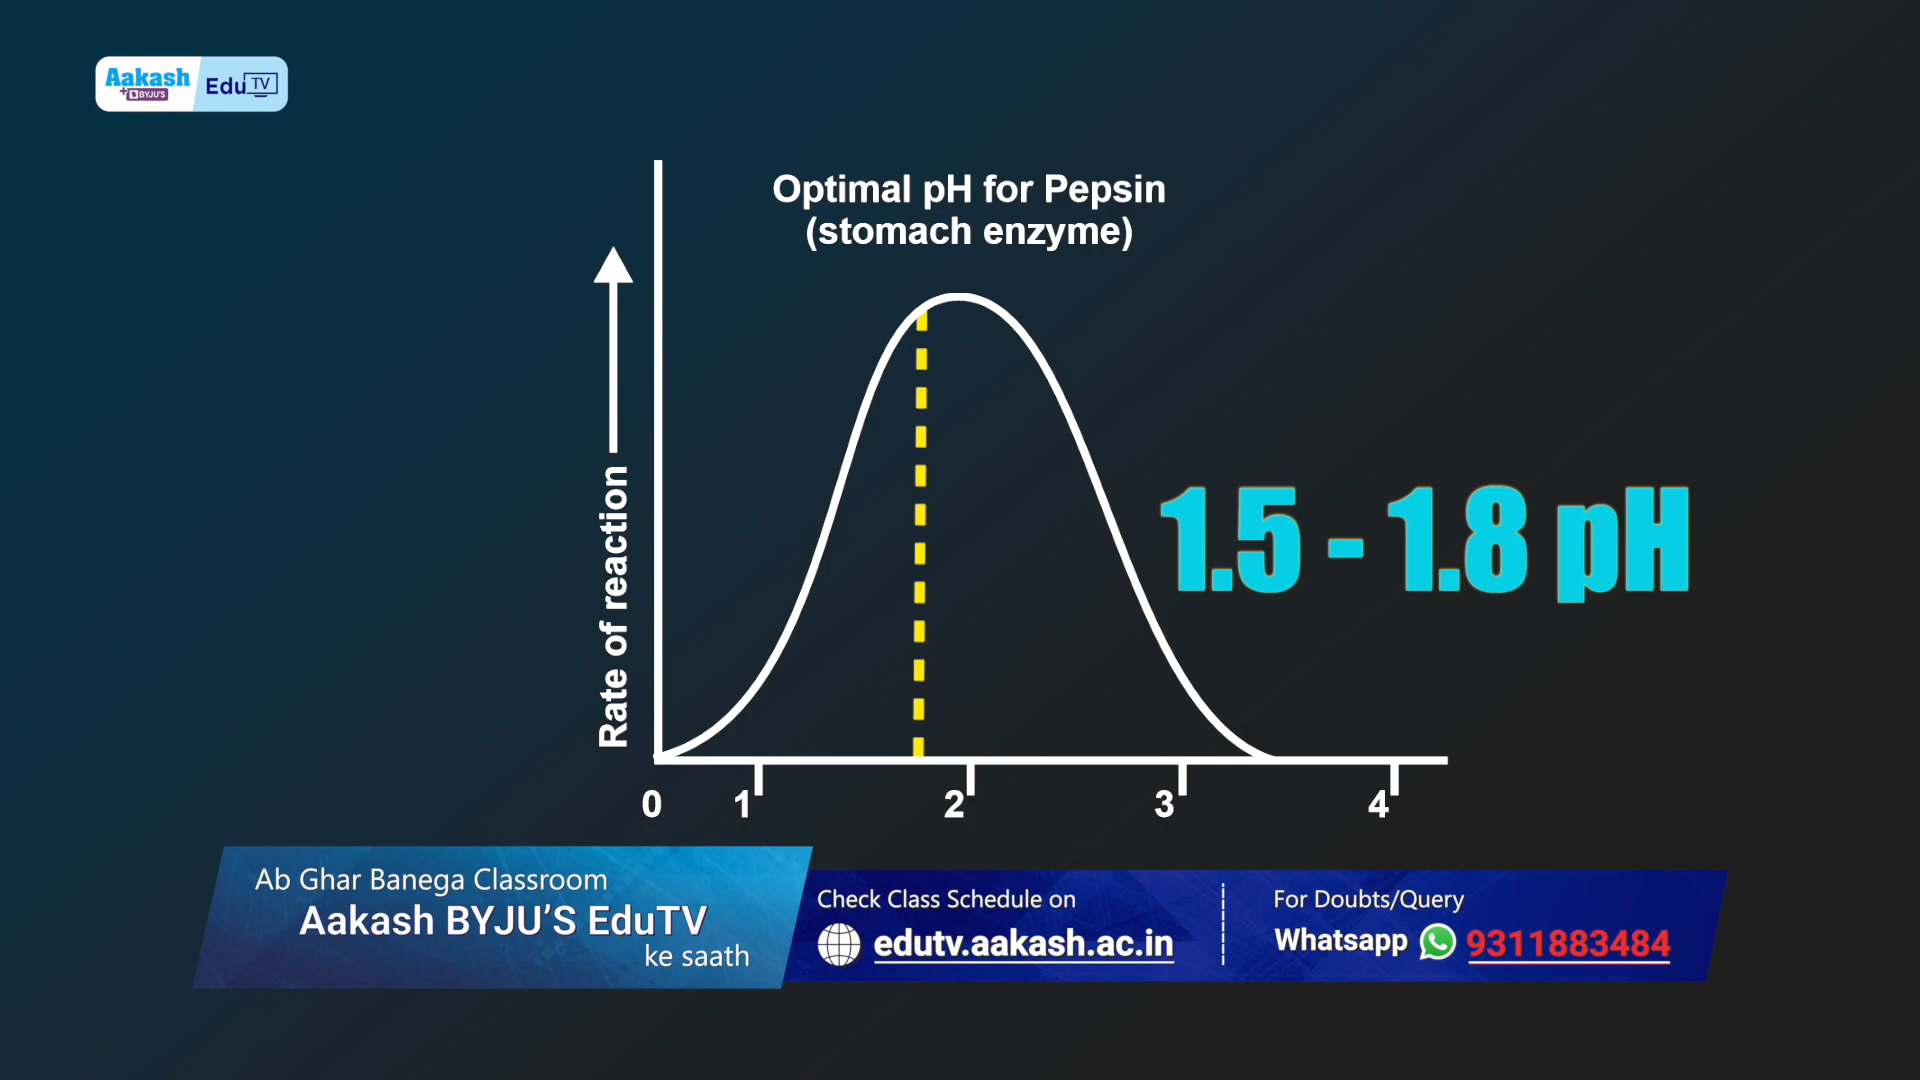 Aakash
+BYJU'S
EduTV
Optimal pH for Pepsin
(stomach enzyme)
Rate of reaction
1.5 - 1.8 pH
0 1 2 3 4
Ab Ghar Banega Classroom
Aakash BYJU'S EduTV
ke saath
Check Class Schedule on
edutv.aakash.ac.in
For Doubts/Query
Whatsapp 9311883484